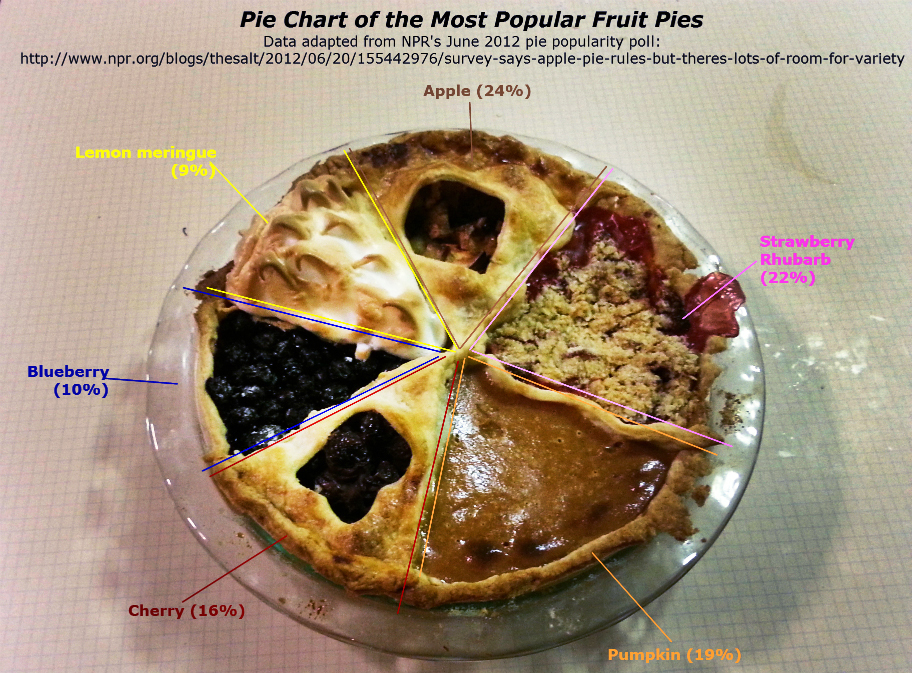 Pie Chart of the Most Popular Fruit Pies
Data adapted from NPR's June 2012 pie popularity poll:
http://www.npr.org/blogs/thesalt/2012/06/20/155442976/survey-says-apple-pie-rules-but-theres-lots-of-room-for-variety
Apple (24%)
Lemon meringue
(9%)
Strawberry
Rhubarb
(22%)
Blueberry
(10%)
Cherry (16%)
Pumpkin (19%)